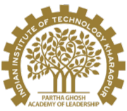 INDIAN INSTITUTE OF TECHNOLOGY KHARAGPUR
PARTHA GHOSH
ACADEMY OF LEADERSHIP